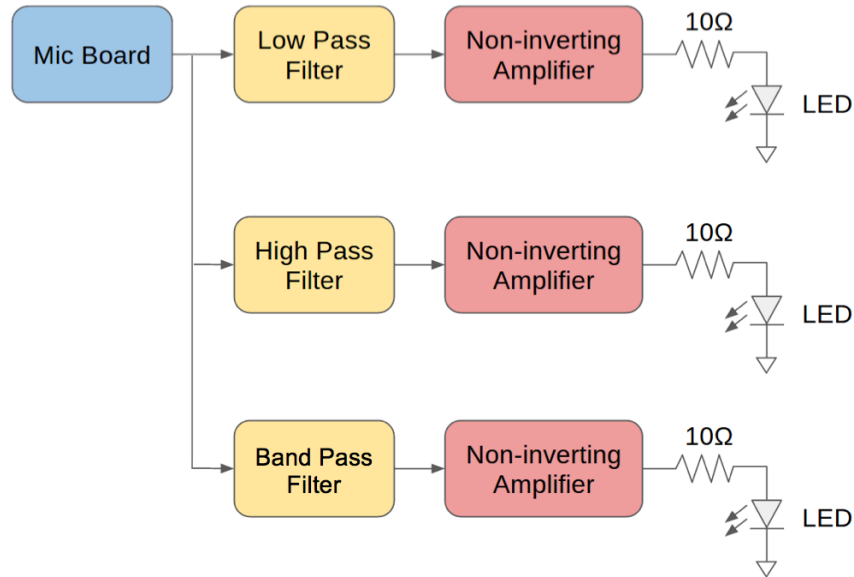 Mic Board
Low Pass
Filter
Non-inverting
Amplifier
10Ω
LED
High Pass
Filter
Non-inverting
Amplifier
10Ω
LED
Band Pass
Filter
Non-inverting
Amplifier
10Ω
LED